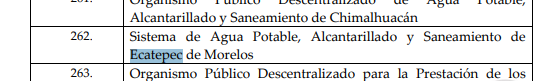 261. Organismo Público Descentralizado de Agua Potable,
Alcantarillado y Saneamiento de Chimalhuacán
262. Sistema de Agua Potable, Alcantarillado y Saneamiento de
Ecatepec de Morelos
263. Organismo Público Descentralizado para la Prestación de los